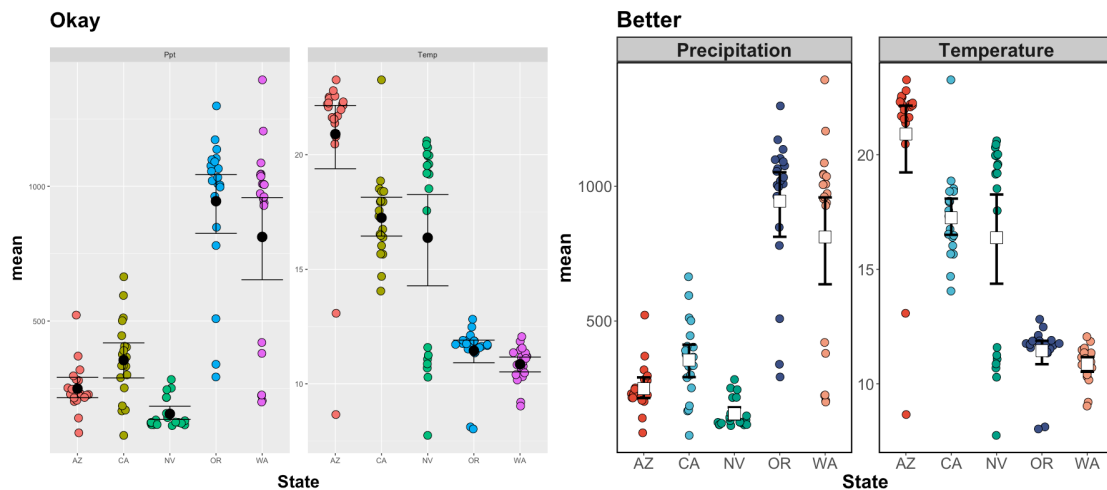 Okay
Ppt
Temp
mean
1000
500
20
15
10
AZ CA NV OR WA
AZ CA NV OR WA
State
Better
Precipitation
Temperature
mean
1000
500
20
15
10
AZ CA NV OR WA
AZ CA NV OR WA
State